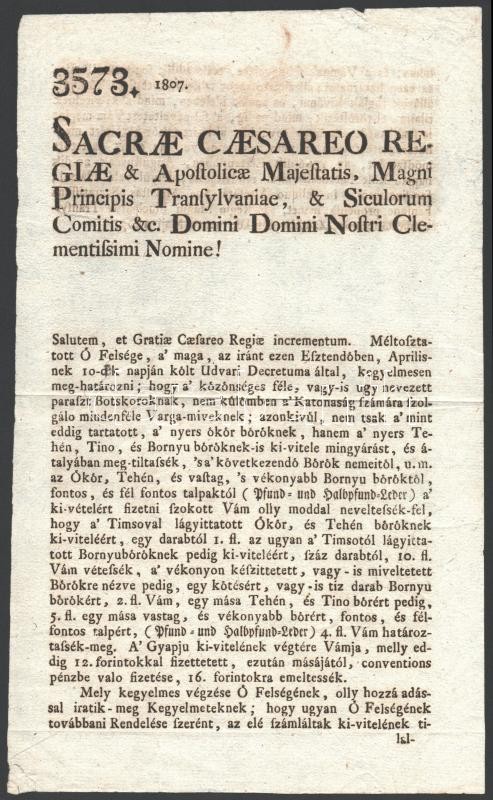 3573. 1807.
SACRÆ CÆSAREO RE-
GIÆ & Apoſtolicæ Majeſtatis, Magni
Principis Tranſylvaniae, & Siculorum
Comitis &c. Domini Domini Noſtri Cle-
mentiſſimi Nomine!
Salutem, et Gratiæ Cæſareo Regiæ incrementum. Méltoſzta-
tott Ő Felsége, a' maga, az iránt ezen Eſztendőben, Aprilis-
nek 10-dik napján költ Udvari Decretuma által, kegyelmesen
meg-határozni; hogy a' közönséges féle, vagy-is úgy nevezett
paraſzt Botskoroknak, nem külömben a' Katonaság számára ſzol-
gáló mindenféle Varga-miveknek; azonkivűl, nem tsak a' mint
eddig tartatott, a' nyers ökör bőröknek, hanem a' nyers Te-
hén, Tino, és Bornyu bőröknek-is ki-vitele mingyárást, és á-
talyában meg-tiltaſsék, 'sa' következendő Bőrök nemeitől, u.m.
az Ökör, Tehén, és vaſtag, 's vékonyabb Bornyu bőröktől,
fontos, és fél fontos talpaktól (Pfund- und Halbpfund-Leder) a'
ki-vételért fizetni ſzokott Vám olly moddal neveltetſsék-fel,
hogy a' Timsoval lágyittatott Ökör, és Tehén bőröknek
ki-viteléért, egy darabtól 1. fl. az ugyan a' Timsotól lágyitta-
tott Bornyubőröknek pedig ki-viteléért, ſzáz darabtól, 10. fl.
Vám vétetſsék, a' vékonyon kéſzittetett, vagy-is miveltetett
Bőrökre nézve pedig, egy kötésért, vagy-is tiz darab Bornyu
bőrökért, 2. fl. Vám, egy mása Tehén, és Tino bőrért pedig,
5. fl. egy mása vastag, és vékonyabb bőrért, fontos, és fél-
fontos talpért, (Pfund- und Halbpfund-Leder) 4. fl. Vám határoz-
taſsék-meg. A' Gyapju ki-vitelének végtére Vámja, melly ed-
dig 12. forintokkal fizettetett, ezután másájától, conventions
pénzbe valo fizetése, 16. forintokra emeltessék.
Mely kegyelmes végzése Ő Felségének, olly hozzá adás-
sal iratik-meg Kegyelmeteknek; hogy ugyan Ő Felségének
továbbani Rendelése ſzerént, az elé ſzámláltak ki-vitelének ti-
lal-